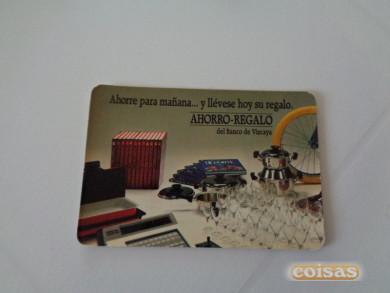 Ahorre para mañana... y llévese hoy su regalo.
AHORRO-REGALO
del Banco de Vizcaya
coisas